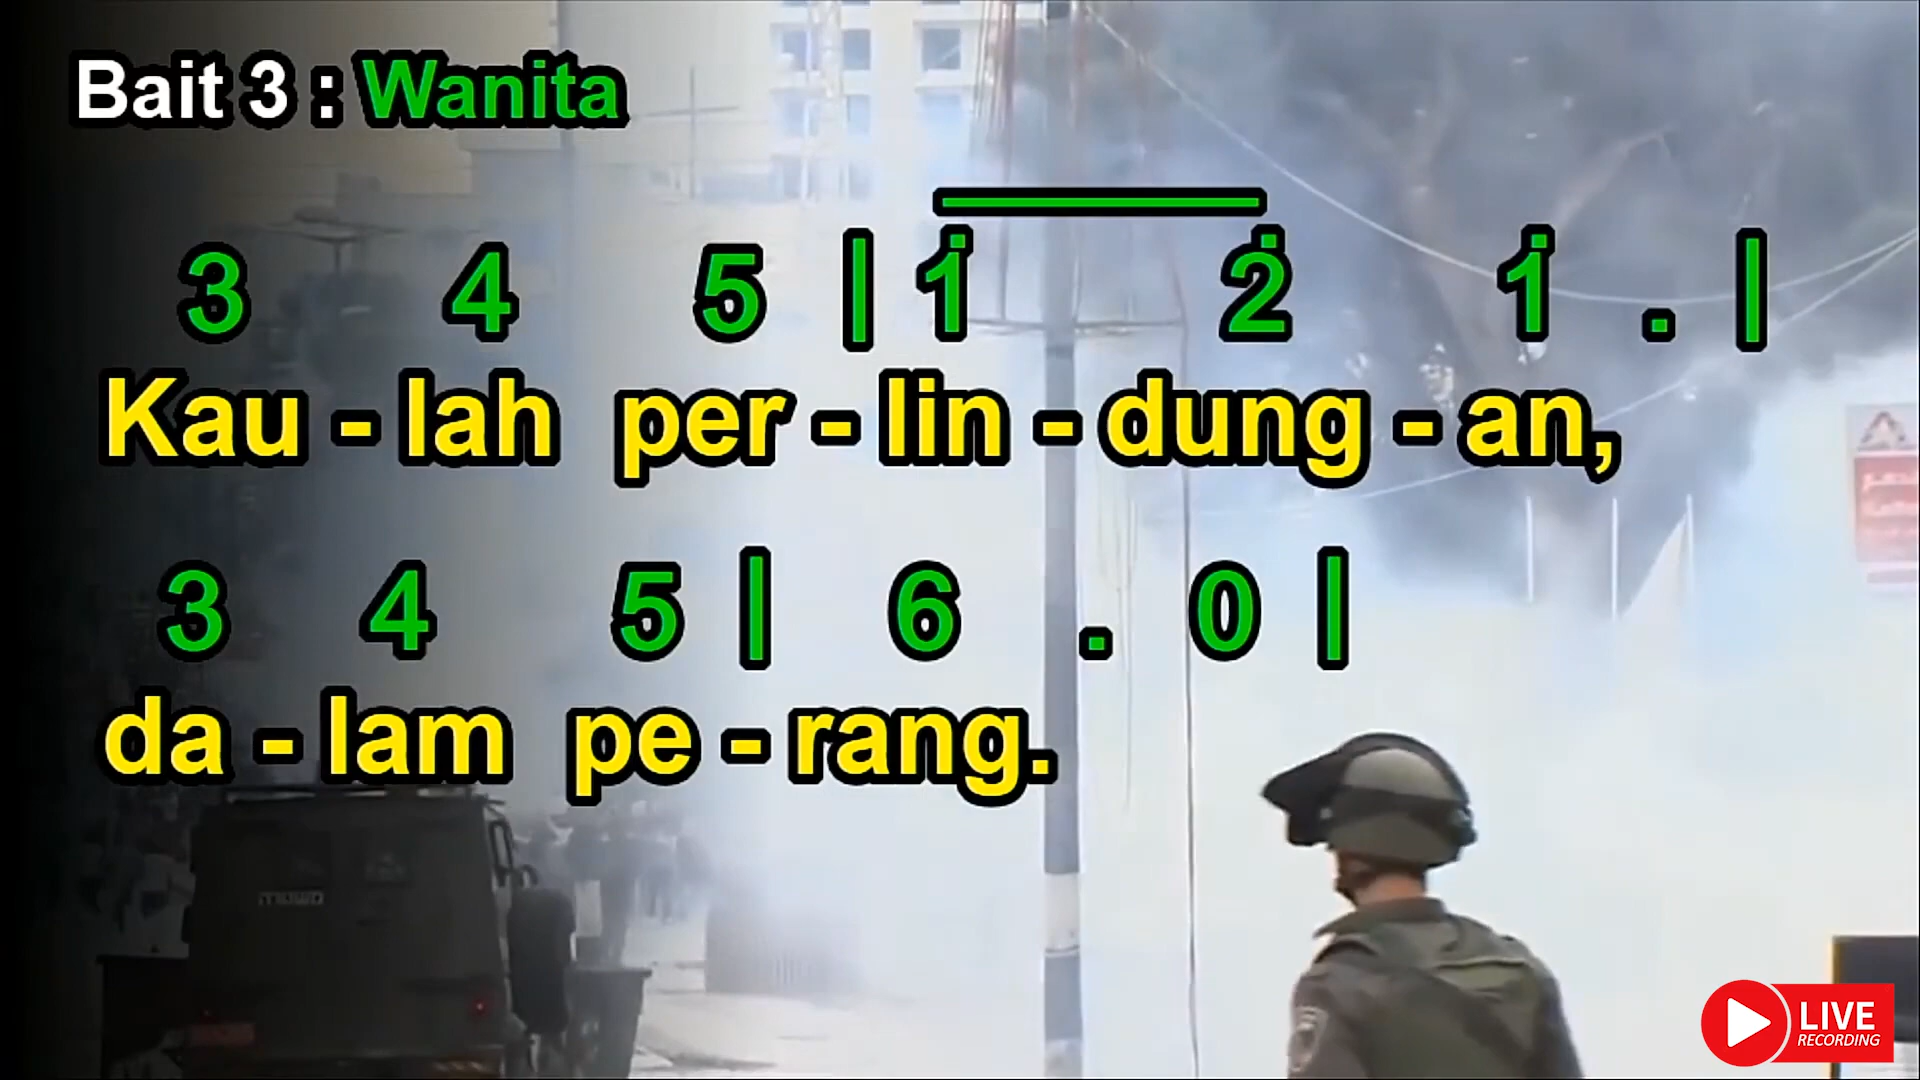 Bait 3 : Wanita
3 4 5 | 1̇ 2̇ 1̇ . |
Kau - lah per - lin - dung - an,
3 4 5 | 6 . 0 |
da - lam pe - rang.
LIVE
RECORDING